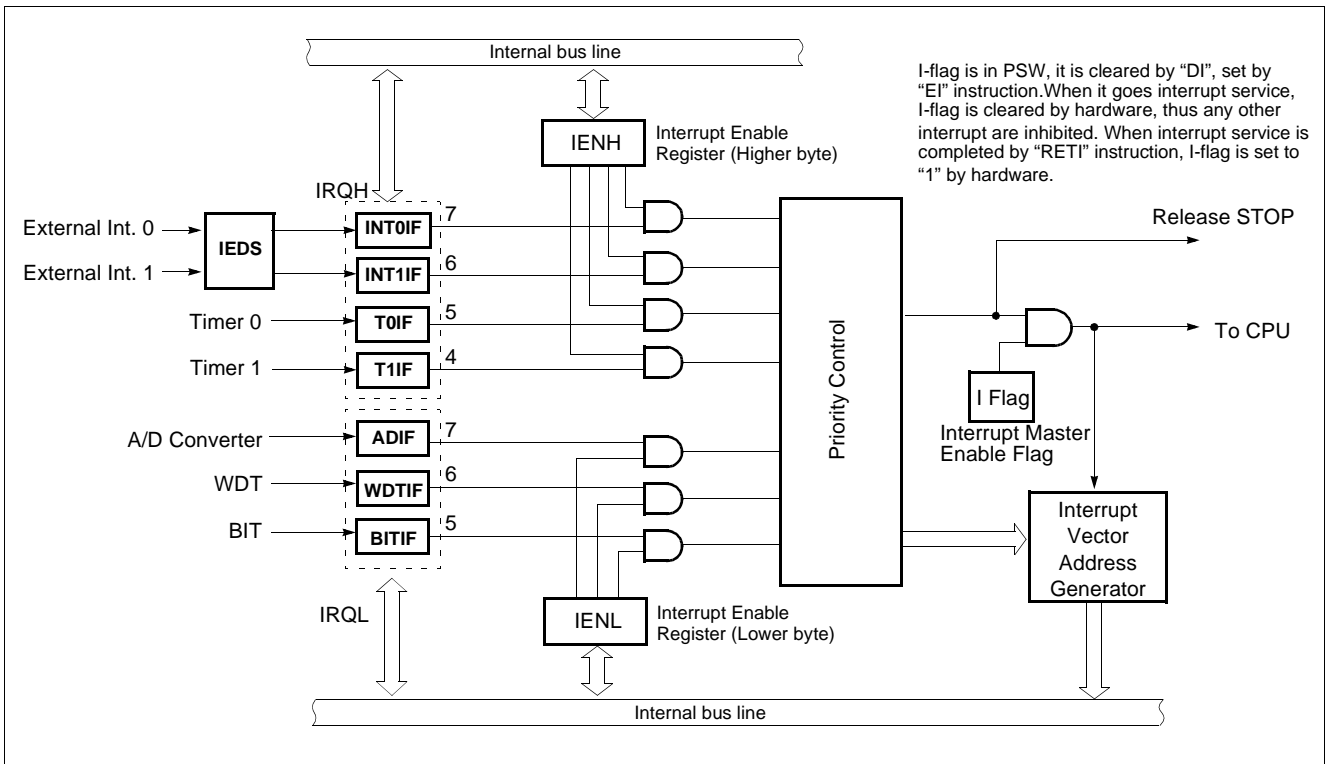 Internal bus line
I-flag is in PSW, it is cleared by “DI”, set by
“EI” instruction.When it goes interrupt service,
I-flag is cleared by hardware, thus any other
interrupt are inhibited. When interrupt service is
completed by “RETI” instruction, I-flag is set to
“1” by hardware.
IENH
Interrupt Enable
Register (Higher byte)
IRQH
External Int. 0
External Int. 1
IEDS
INT0IF
7
INT1IF
6
Timer 0
T0IF
5
Timer 1
T1IF
4
A/D Converter
ADIF
7
WDT
WDTIF
6
BIT
BITIF
5
IRQL
IENL
Interrupt Enable
Register (Lower byte)
Priority Control
Release STOP
To CPU
I Flag
Interrupt Master
Enable Flag
Interrupt
Vector
Address
Generator
Internal bus line